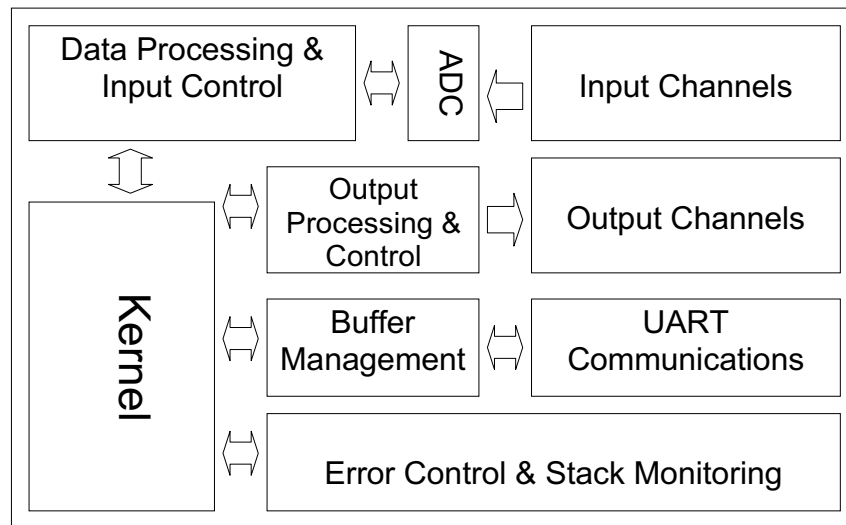 Data Processing &
Input Control
ADC
Input Channels
Output
Processing &
Control
Output Channels
Kernel
Buffer
Management
UART
Communications
Error Control & Stack Monitoring